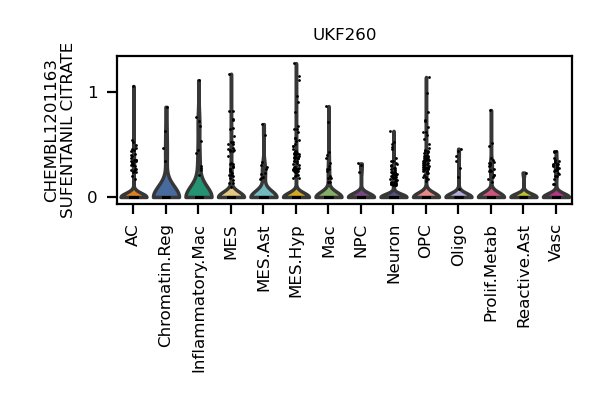 UKF260
CHEMBL1201163
SUFENTANIL CITRATE
1
0
AC
Chromatin.Reg
Inflammatory.Mac
MES
MES.Ast
MES.Hyp
Mac
NPC
Neuron
OPC
Oligo
Prolif.Metab
Reactive.Ast
Vasc